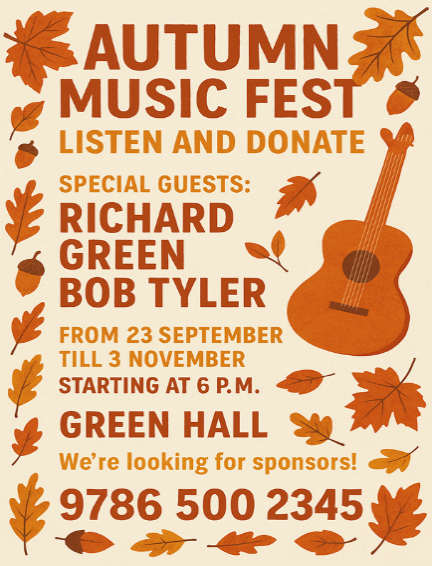 AUTUMN
MUSIC FEST
LISTEN AND DONATE
SPECIAL GUESTS:
RICHARD
GREEN
BOB TYLER
FROM 23 SEPTEMBER
TILL 3 NOVEMBER
STARTING AT 6 P.M.
GREEN HALL
We're looking for sponsors!
9786 500 2345